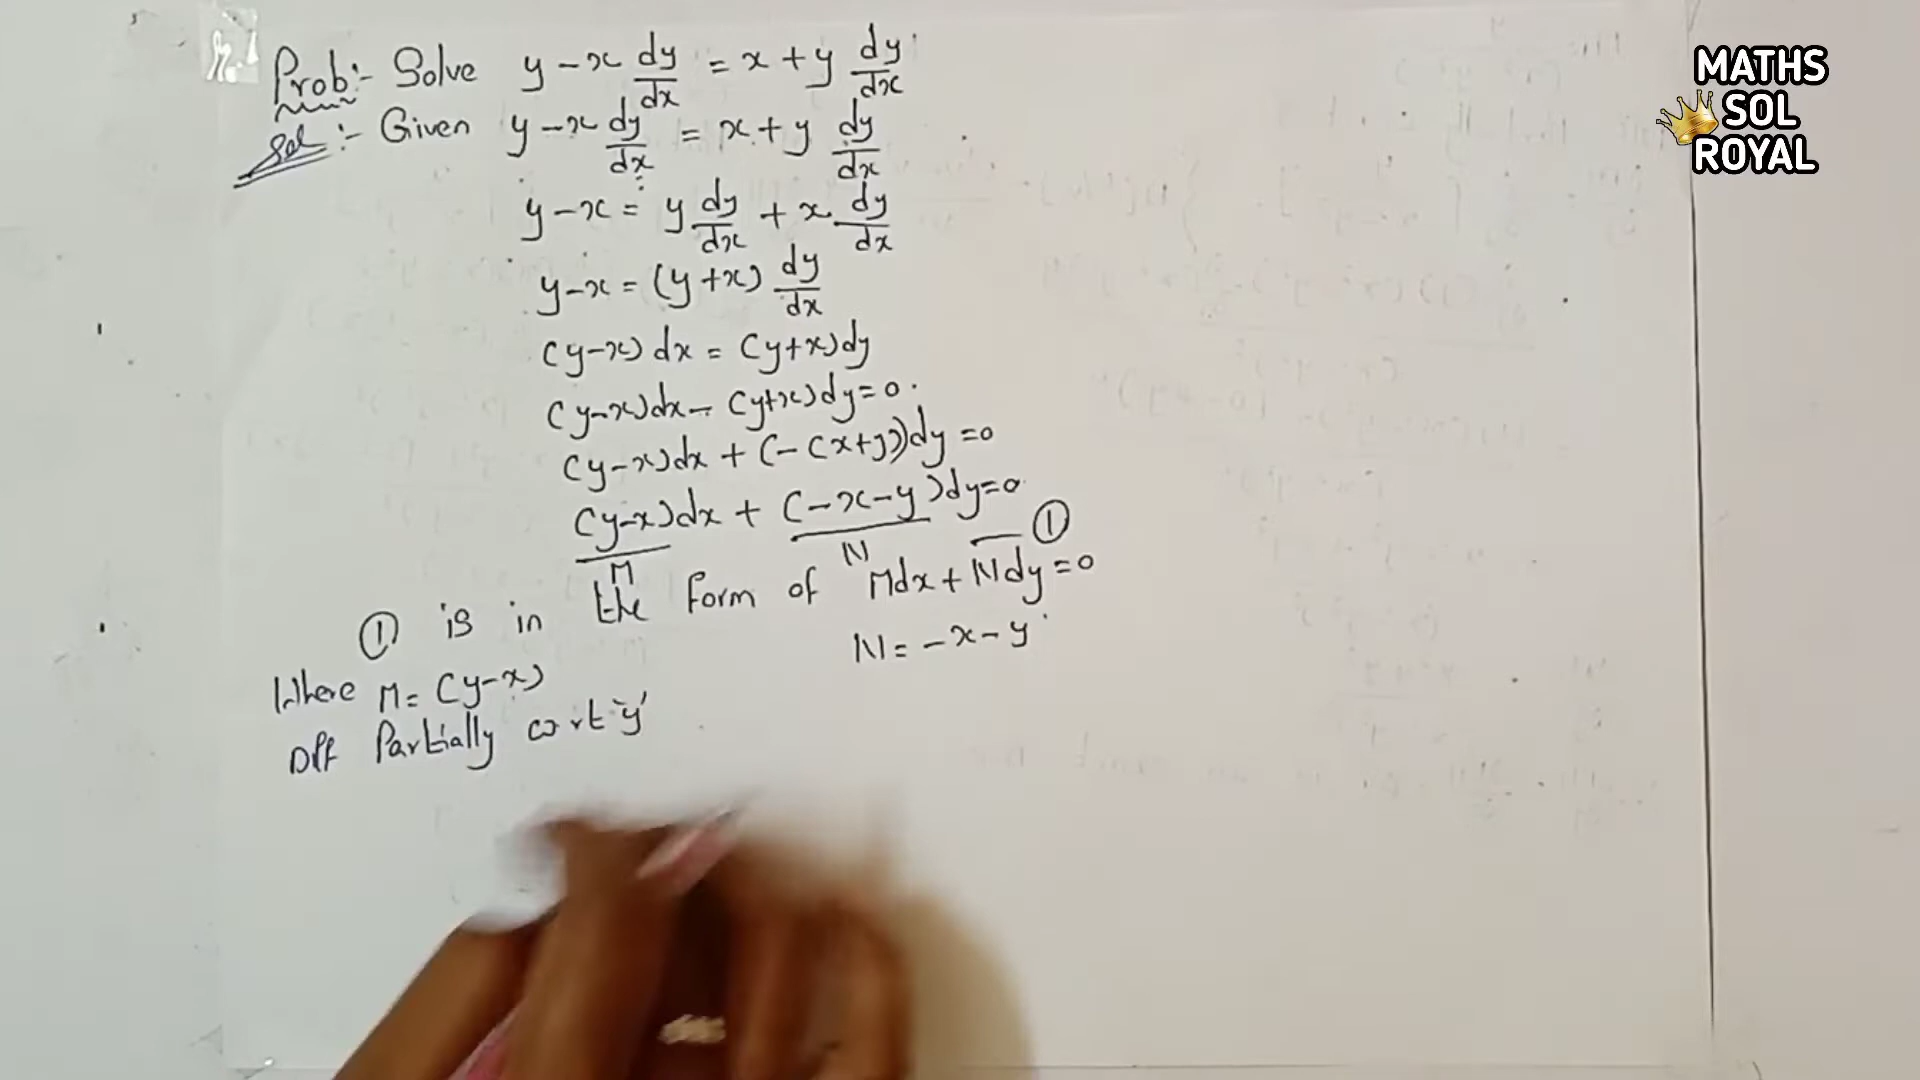 Prob:- Solve y-x dy/dx = x+y dy/dx
Sol:- Given y-x dy/dx = x+y dy/dx
y-x = y dy/dx + x dy/dx
y-x = (y+x) dy/dx
(y-x)dx = (y+x)dy
(y-x)dx - (y+x)dy=0
(y-x)dx + (-(x+y))dy=0
(y-x)dx + (-x-y)dy=0 ①
M N
① is in the form of Mdx+Ndy=0
Where M=(y-x) N=-x-y
Diff Partially w.r.t 'y'
MATHS
SOL
ROYAL